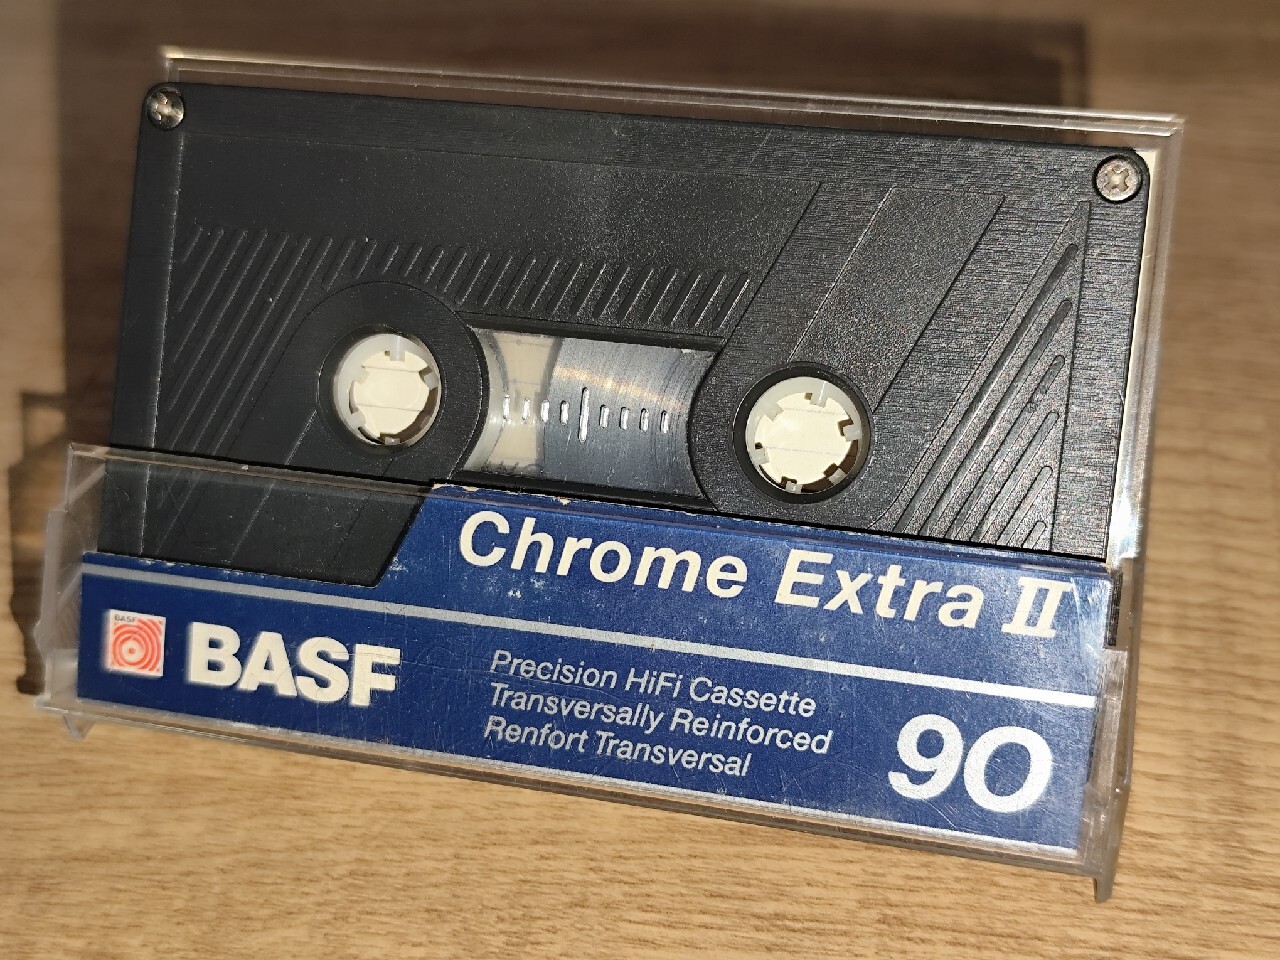 Chrome Extra II
BASF
BASF
Precision HiFi Cassette
Transversally Reinforced
Renfort Transversal
90